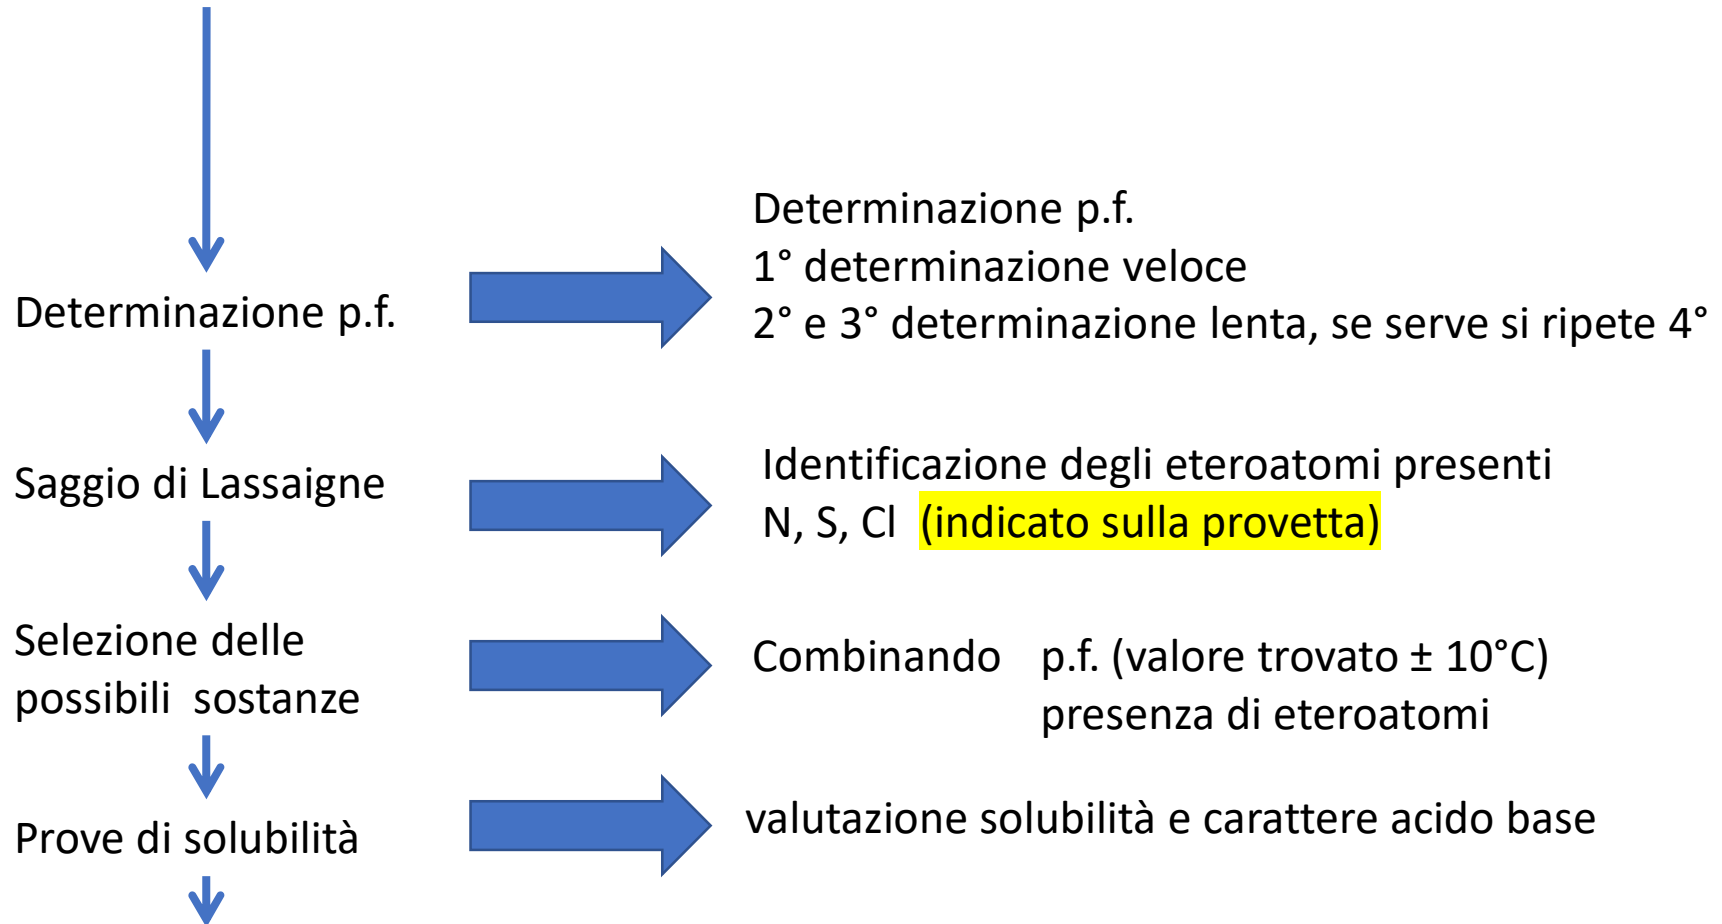 Determinazione p.f.
Determinazione p.f.
1° determinazione veloce
2° e 3° determinazione lenta, se serve si ripete 4°
Saggio di Lassaigne
Identificazione degli eteroatomi presenti
N, S, Cl (indicato sulla provetta)
Selezione delle
possibili sostanze
Combinando p.f. (valore trovato ± 10°C)
presenza di eteroatomi
Prove di solubilità
valutazione solubilità e carattere acido base